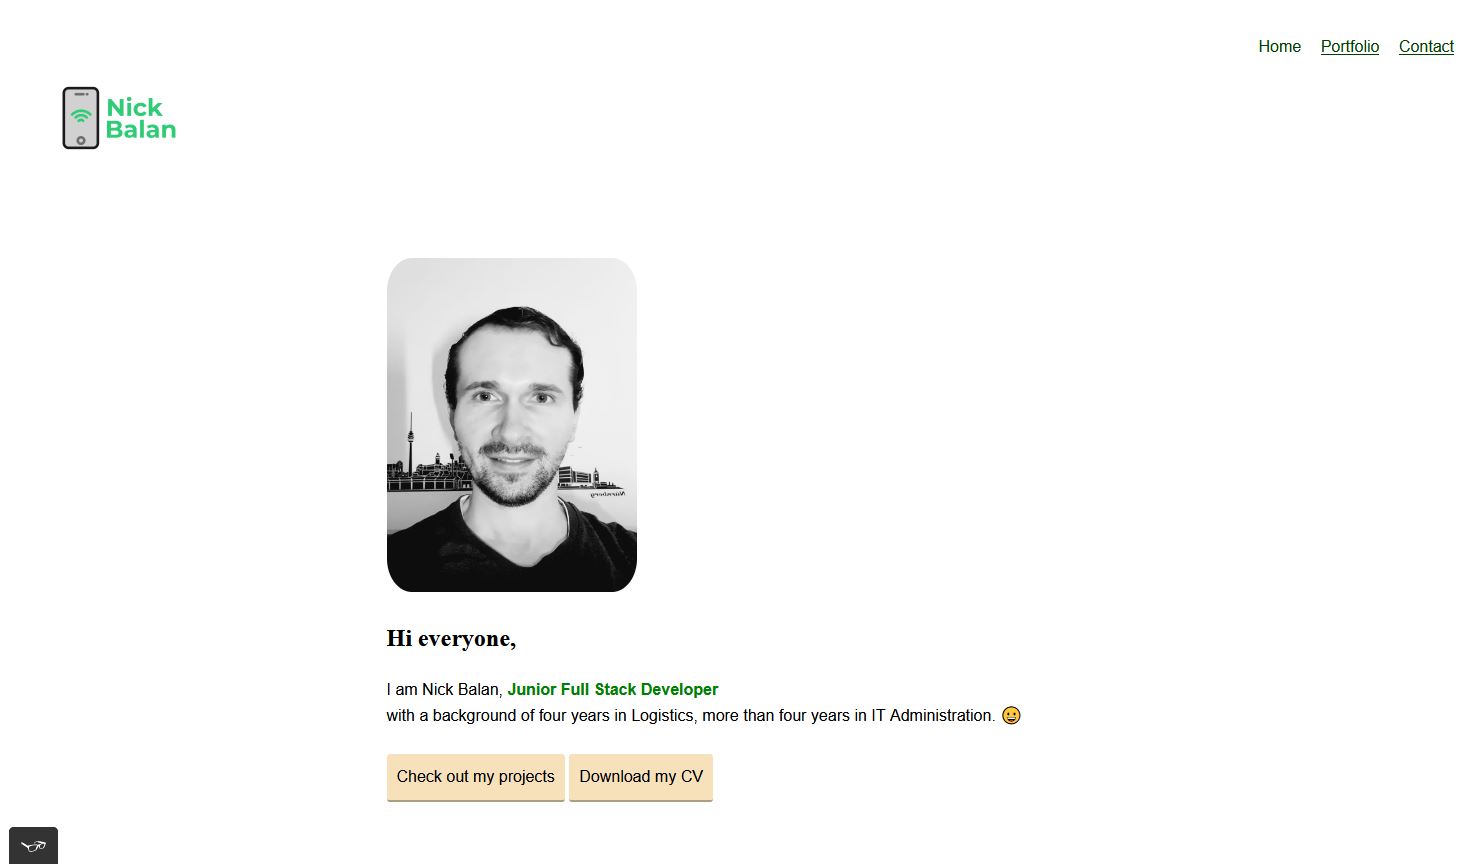 Home Portfolio Contact
Nick
Balan
Nürnberg
Hi everyone,
I am Nick Balan, Junior Full Stack Developer
with a background of four years in Logistics, more than four years in IT Administration. 😀
Check out my projects Download my CV